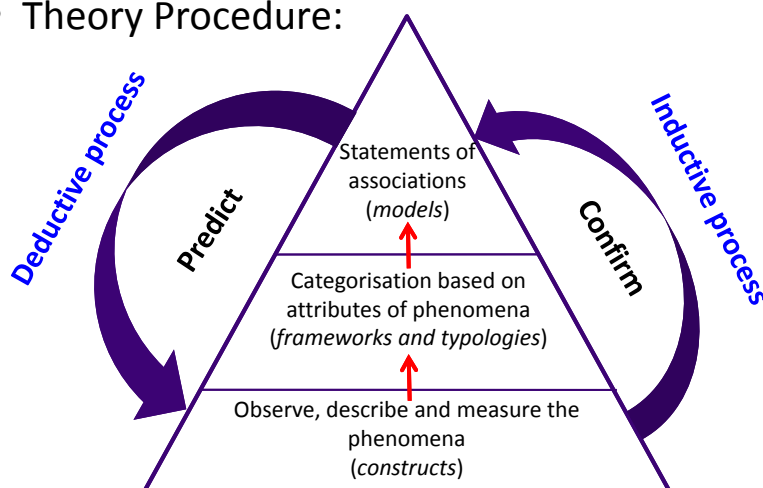 Theory Procedure:
Deductive process
Predict
Statements of
associations
(models)
Confirm
Inductive process
Categorisation based on
attributes of phenomena
(frameworks and typologies)
Observe, describe and measure the
phenomena
(constructs)